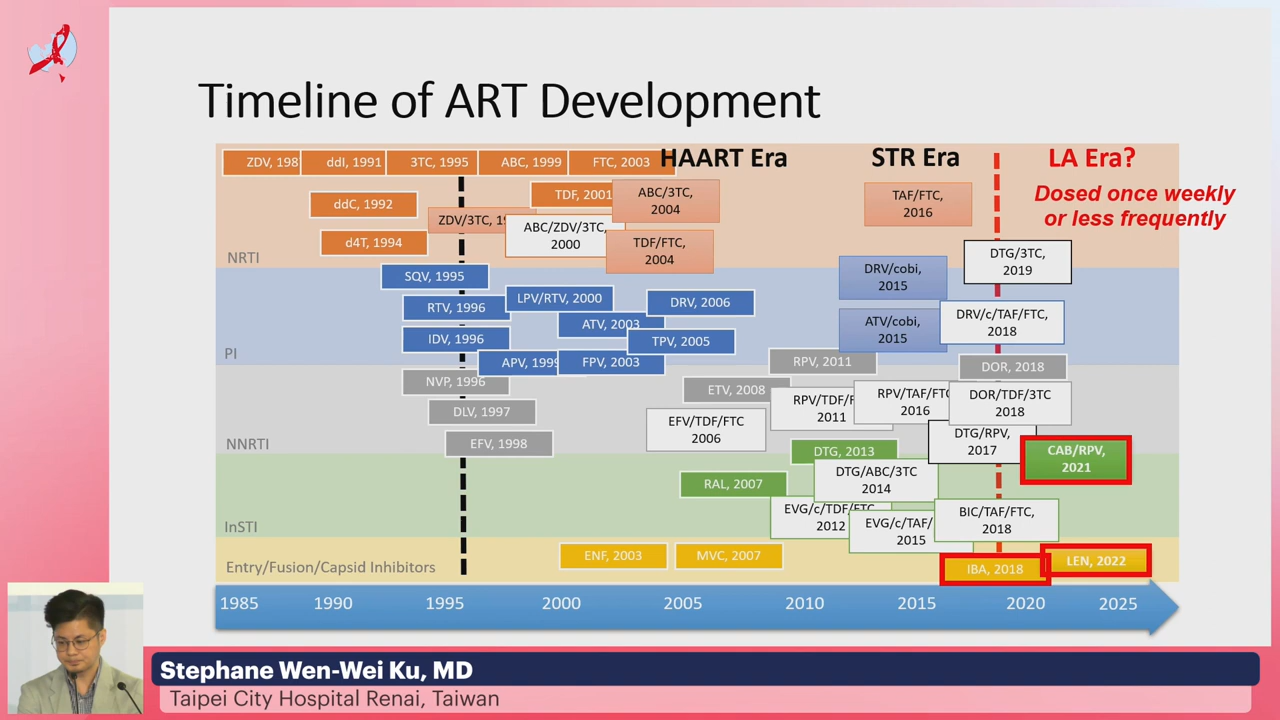 Timeline of ART Development
HAART Era
STR Era
LA Era?
Dosed once weekly
or less frequently
ZDV, 198
ddI, 1991
3TC, 1995
ABC, 1999
FTC, 2003
ddC, 1992
TDF, 2001
ABC/3TC,
2004
TAF/FTC,
2016
ZDV/3TC, 1
ABC/ZDV/3TC,
2000
d4T, 1994
TDF/FTC,
2004
DTG/3TC,
2019
NRTI
SQV, 1995
DRV/cobi,
2015
RTV, 1996
LPV/RTV, 2000
DRV, 2006
DRV/c/TAF/FTC,
2018
ATV, 2003
IDV, 1996
TPV, 2005
ATV/cobi,
2015
PI
APV, 1999
FPV, 2003
RPV, 2011
DOR, 2018
NVP, 1996
ETV, 2008
RPV/TDF/F
2011
RPV/TAF/FTC
2016
DOR/TDF/3TC
2018
DLV, 1997
EFV/TDF/FTC
2006
DTG/RPV,
2017
NNRTI
EFV, 1998
DTG, 2013
CAB/RPV,
2021
RAL, 2007
DTG/ABC/3TC
2014
EVG/c/TDF/FTC
2012
EVG/c/TAF/
2015
BIC/TAF/FTC,
2018
InSTI
ENF, 2003
MVC, 2007
IBA, 2018
LEN, 2022
Entry/Fusion/Capsid Inhibitors
1985 1990 1995 2000 2005 2010 2015 2020 2025
Stephane Wen-Wei Ku, MD
Taipei City Hospital Renai, Taiwan